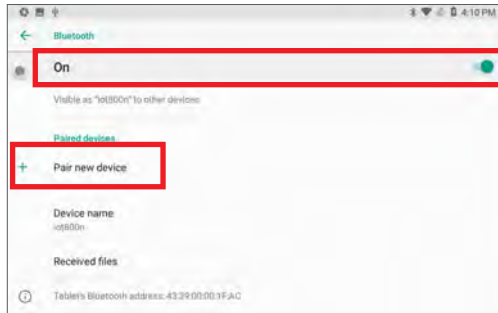 4:10 PM
Bluetooth
On
Visible as "iot800n" to other devices
Paired devices
Pair new device
Device name
iot800n
Received files
Tablet's Bluetooth address: 43:29:00:00:1F:AC